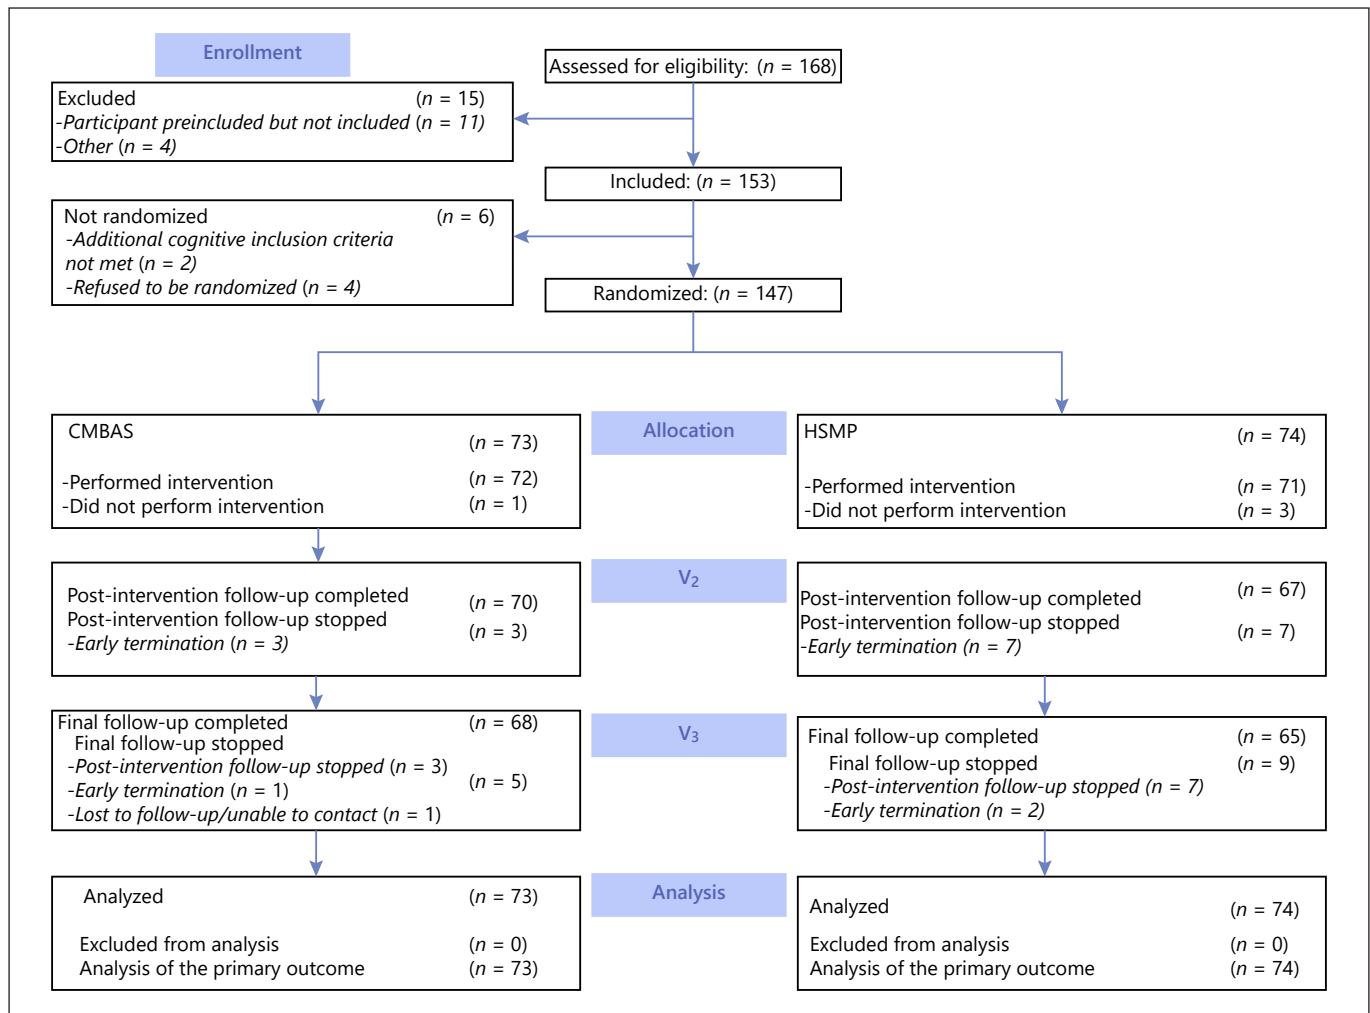 Enrollment
Assessed for eligibility: (n = 168)
Excluded (n = 15)
-Participant preincluded but not included (n = 11)
-Other (n = 4)
Included: (n = 153)
Not randomized (n = 6)
-Additional cognitive inclusion criteria
not met (n = 2)
-Refused to be randomized (n = 4)
Randomized: (n = 147)
CMBAS (n = 73)
-Performed intervention (n = 72)
-Did not perform intervention (n = 1)
Allocation
HSMP (n = 74)
-Performed intervention (n = 71)
-Did not perform intervention (n = 3)
Post-intervention follow-up completed (n = 70)
Post-intervention follow-up stopped (n = 3)
-Early termination (n = 3)
V2
Post-intervention follow-up completed (n = 67)
Post-intervention follow-up stopped (n = 7)
-Early termination (n = 7)
Final follow-up completed (n = 68)
Final follow-up stopped (n = 5)
-Post-intervention follow-up stopped (n = 3)
-Early termination (n = 1)
-Lost to follow-up/unable to contact (n = 1)
V3
Final follow-up completed (n = 65)
Final follow-up stopped (n = 9)
-Post-intervention follow-up stopped (n = 7)
-Early termination (n = 2)
Analyzed (n = 73)
Excluded from analysis (n = 0)
Analysis of the primary outcome (n = 73)
Analysis
Analyzed (n = 74)
Excluded from analysis (n = 0)
Analysis of the primary outcome (n = 74)